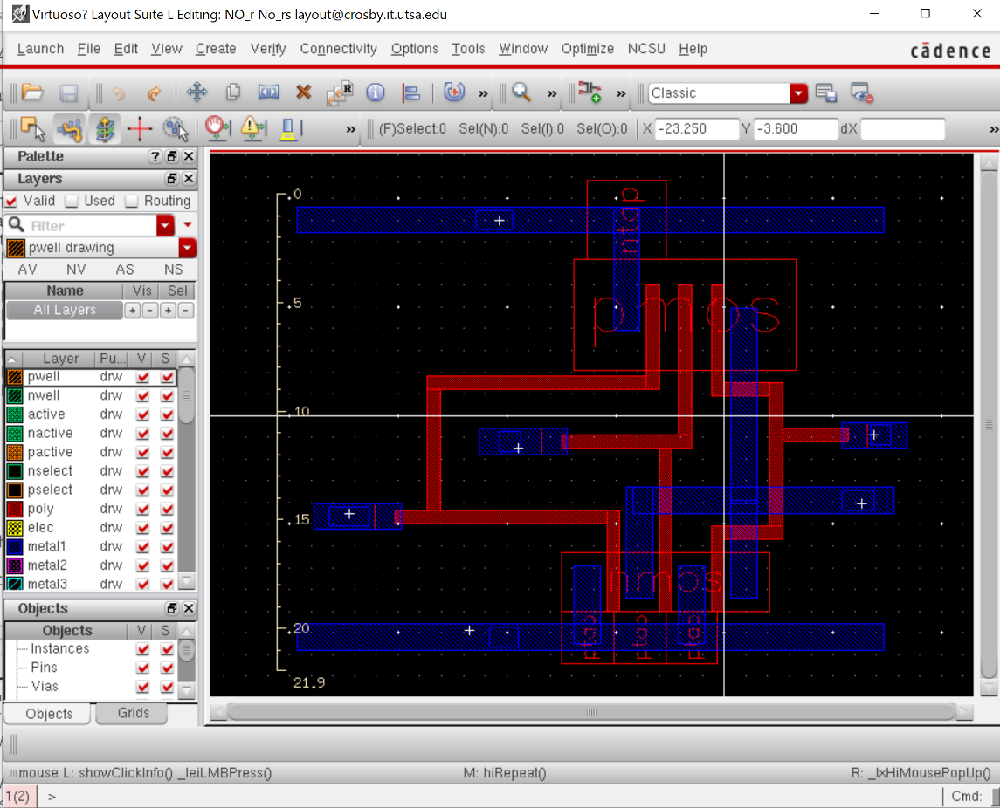 Virtuoso? Layout Suite L Editing: NO_r No_rs layout@crosby.it.utsa.edu
Launch File Edit View Create Verify Connectivity Options Tools Window Optimize NCSU Help cādence
R » » » Classic »
(F)Select:0 Sel(N):0 Sel(I):0 Sel(O):0 X -23.250 Y -3.600 dX »
Palette ?
Layers
Valid Used Routing
Filter
pwell drawing
AV NV AS NS
Name Vis Sel
All Layers + - + -
Layer Pu... V S
pwell drw
nwell drw
active drw
nactive drw
pactive drw
nselect drw
pselect drw
poly drw
elec drw
metal1 drw
metal2 drw
metal3 drw
Objects
Objects V S
Instances
Pins
Vias
Objects Grids
0
5
10
15
20
21.9
ntap
pmos
nmos
ptap ptap ptap
mouse L: showClickInfo() _leiLMBPress() M: hiRepeat() R: _lxHiMousePopUp()
1(2) > Cmd: